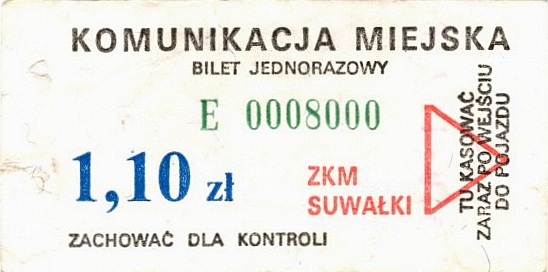 KOMUNIKACJA MIEJSKA
BILET JEDNORAZOWY
E 0008000
1,10 zł
ZKM
SUWAŁKI
ZACHOWAĆ DLA KONTROLI
TU KASOWAĆ
ZARAZ PO WEJŚCIU
DO POJAZDU